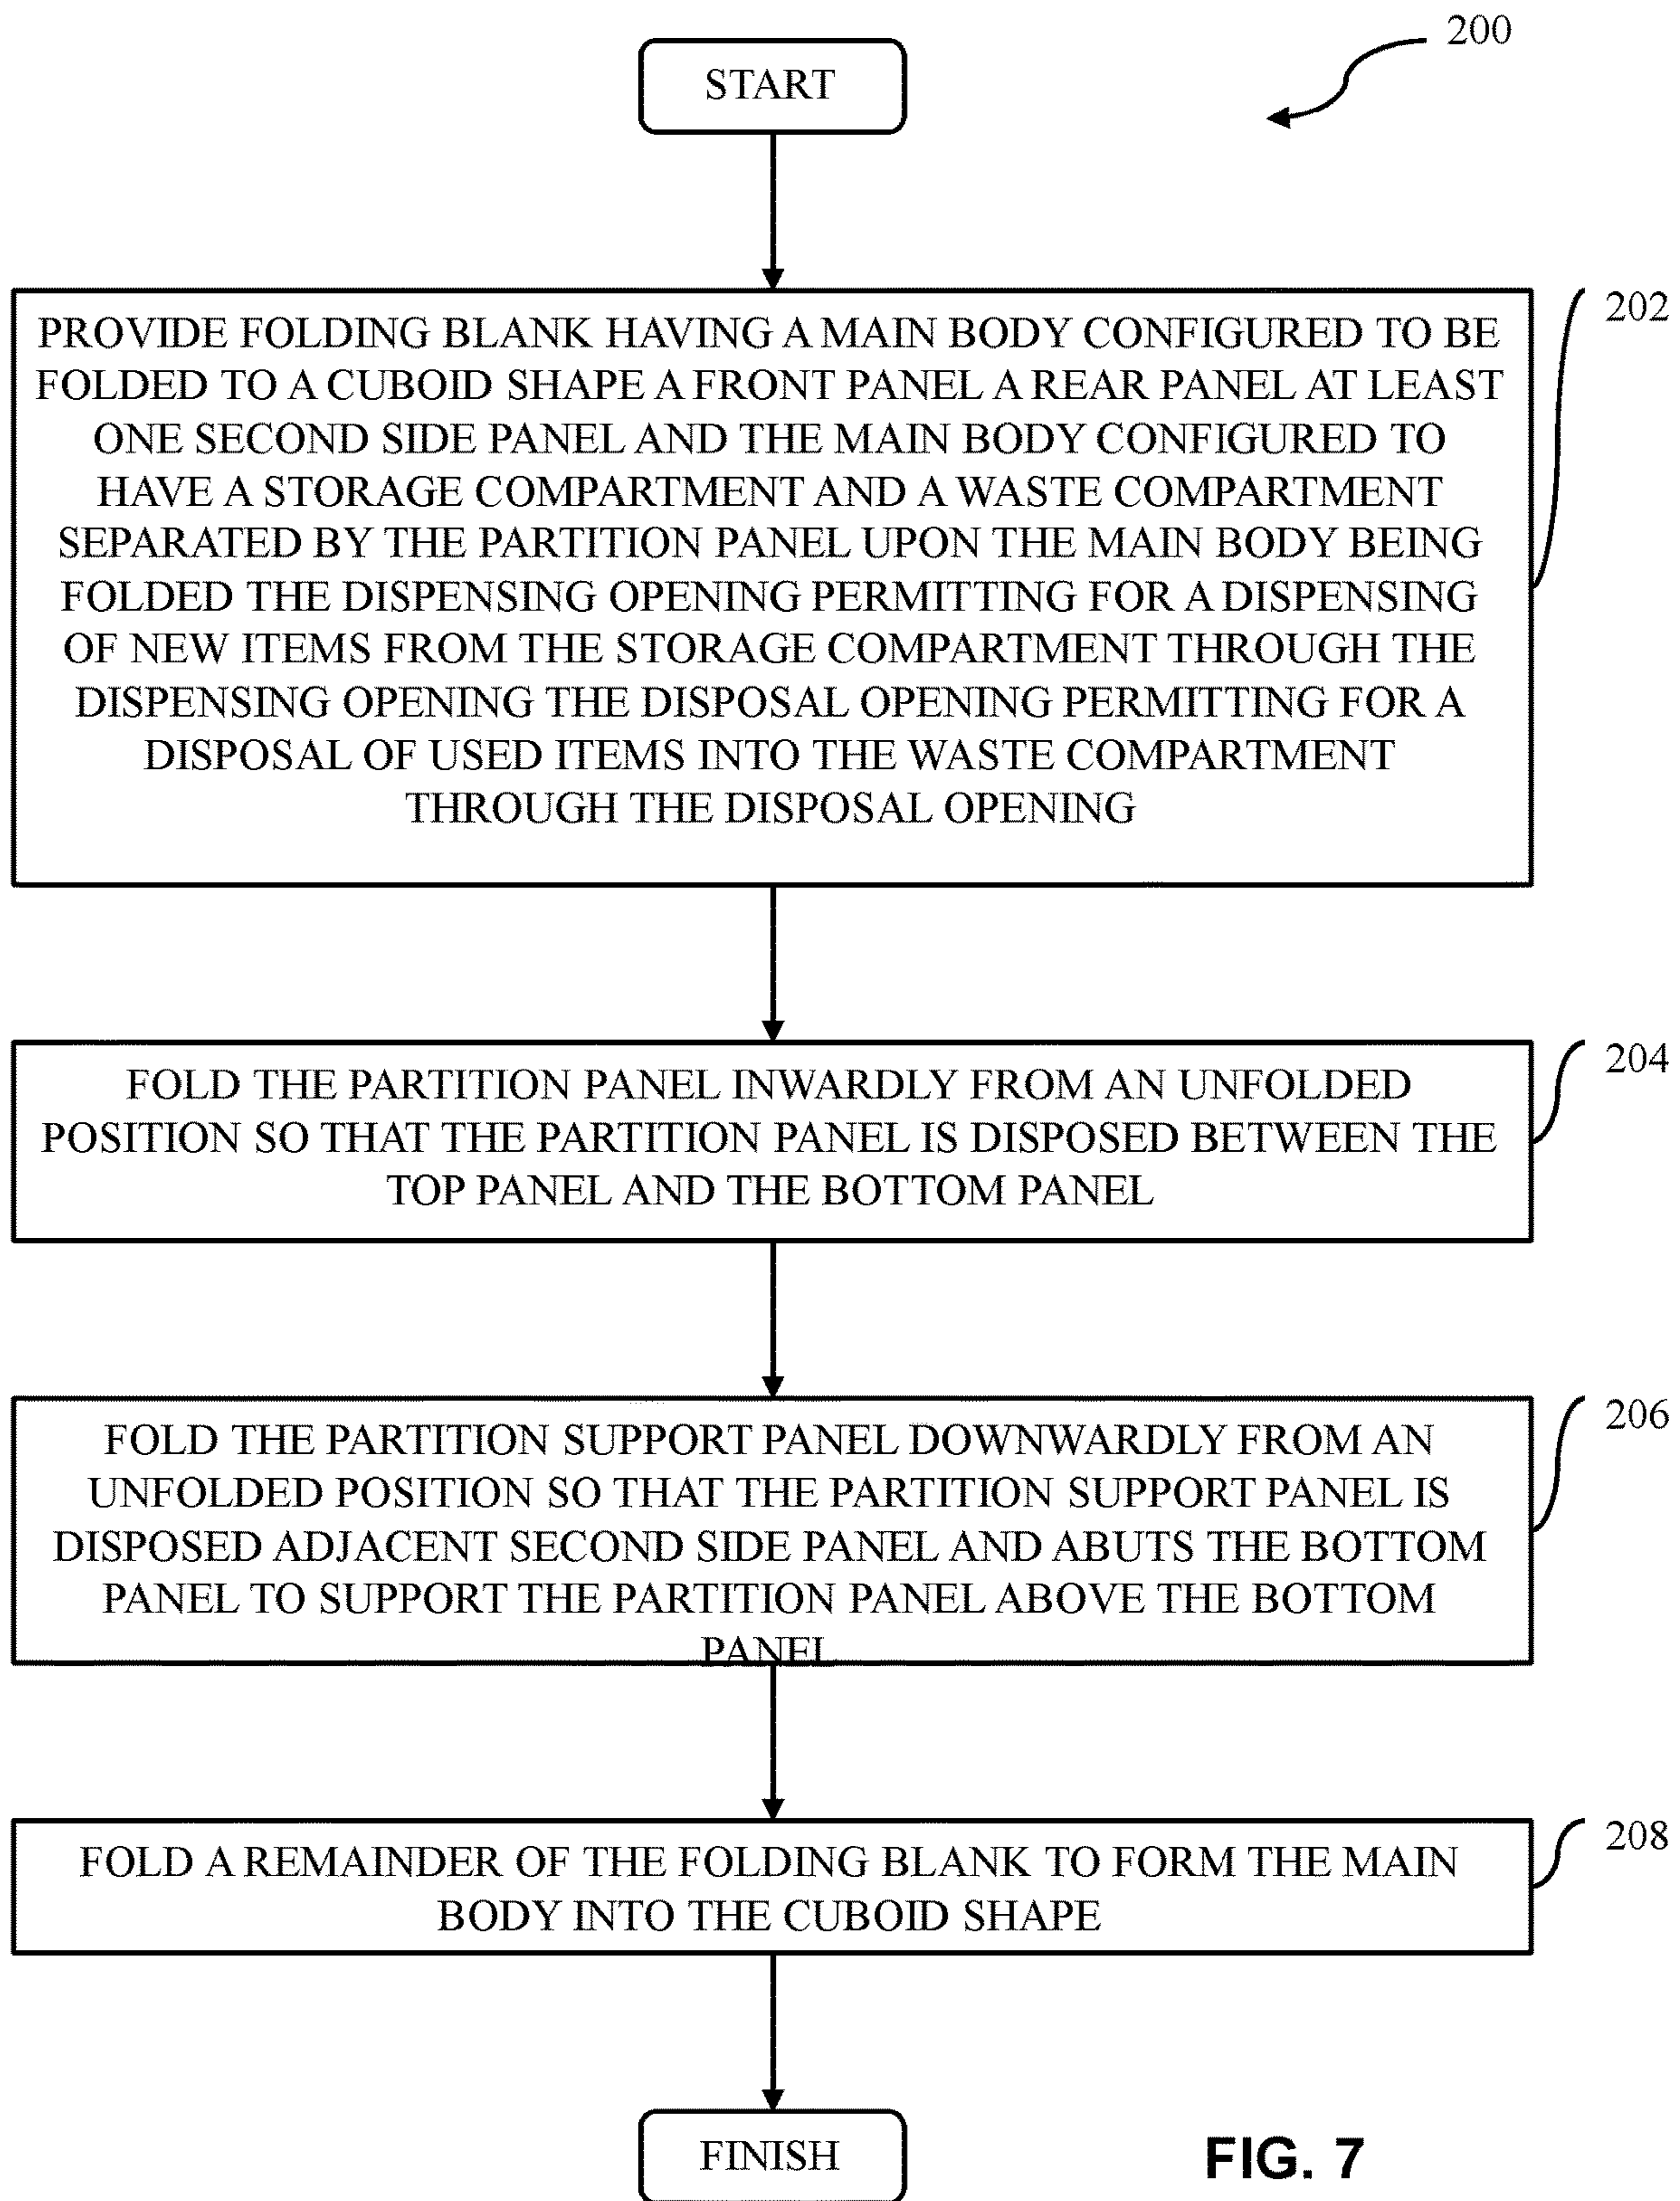 200
START
202
PROVIDE FOLDING BLANK HAVING A MAIN BODY CONFIGURED TO BE
FOLDED TO A CUBOID SHAPE A FRONT PANEL A REAR PANEL AT LEAST
ONE SECOND SIDE PANEL AND THE MAIN BODY CONFIGURED TO
HAVE A STORAGE COMPARTMENT AND A WASTE COMPARTMENT
SEPARATED BY THE PARTITION PANEL UPON THE MAIN BODY BEING
FOLDED THE DISPENSING OPENING PERMITTING FOR A DISPENSING
OF NEW ITEMS FROM THE STORAGE COMPARTMENT THROUGH THE
DISPENSING OPENING THE DISPOSAL OPENING PERMITTING FOR A
DISPOSAL OF USED ITEMS INTO THE WASTE COMPARTMENT
THROUGH THE DISPOSAL OPENING
204
FOLD THE PARTITION PANEL INWARDLY FROM AN UNFOLDED
POSITION SO THAT THE PARTITION PANEL IS DISPOSED BETWEEN THE
TOP PANEL AND THE BOTTOM PANEL
206
FOLD THE PARTITION SUPPORT PANEL DOWNWARDLY FROM AN
UNFOLDED POSITION SO THAT THE PARTITION SUPPORT PANEL IS
DISPOSED ADJACENT SECOND SIDE PANEL AND ABUTS THE BOTTOM
PANEL TO SUPPORT THE PARTITION PANEL ABOVE THE BOTTOM
PANEL
208
FOLD A REMAINDER OF THE FOLDING BLANK TO FORM THE MAIN
BODY INTO THE CUBOID SHAPE
FINISH
FIG. 7